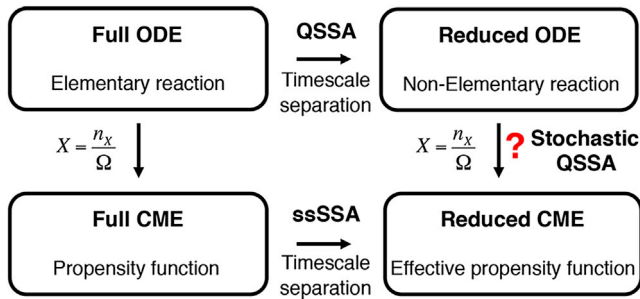 Full ODE
Elementary reaction
QSSA
Timescale
separation
Reduced ODE
Non-Elementary reaction
X = n_X / Ω
X = n_X / Ω
? Stochastic
QSSA
Full CME
Propensity function
ssSSA
Timescale
separation
Reduced CME
Effective propensity function